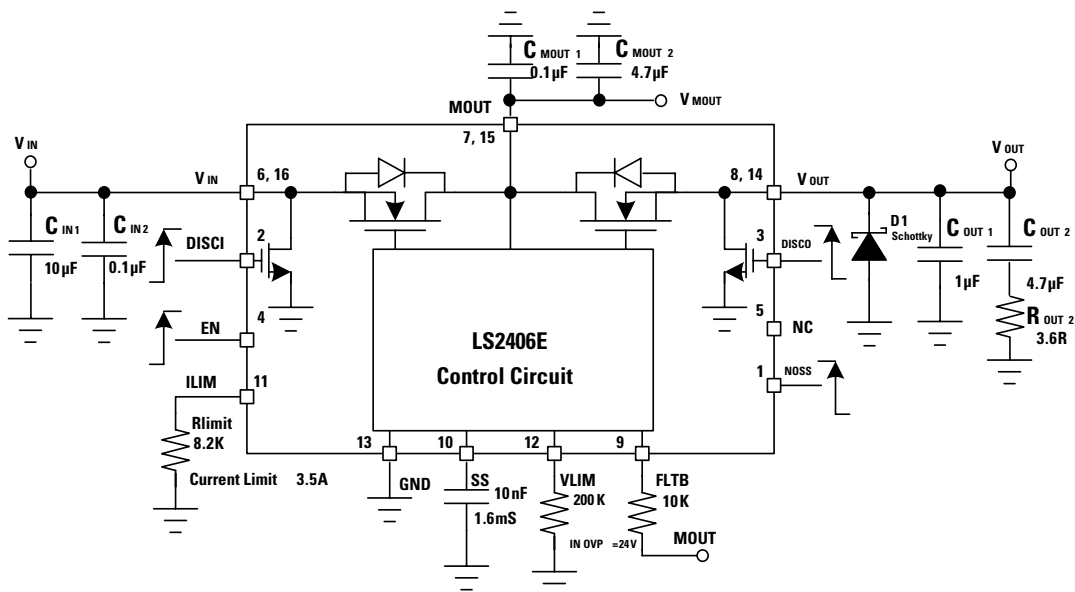 C MOUT 1
0.1µF
C MOUT 2
4.7µF
MOUT
V MOUT
7, 15
V IN
V IN
6, 16
8, 14
V OUT
V OUT
C IN1
10µF
C IN2
0.1µF
DISCI
2
3
DISCO
D1
Schottky
C OUT 1
1µF
C OUT 2
4.7µF
R OUT 2
3.6R
EN
4
5
NC
LS2406E
Control Circuit
ILIM
11
1
NOSS
Rlimit
8.2K
Current Limit 3.5A
13
10
12
9
GND
SS
10nF
1.6mS
VLIM
200K
IN OVP =24V
FLTB
10K
MOUT